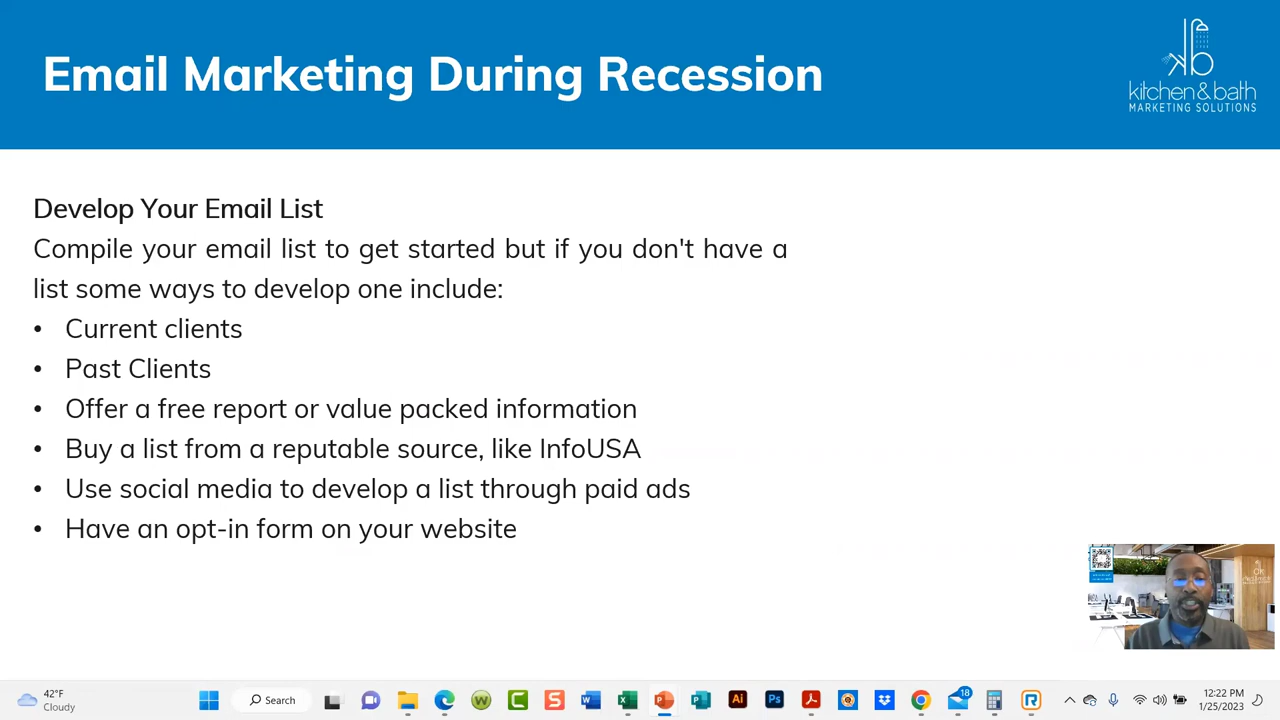 Email Marketing During Recession
kitchen & bath
MARKETING SOLUTIONS
Develop Your Email List
Compile your email list to get started but if you don't have a
list some ways to develop one include:
• Current clients
• Past Clients
• Offer a free report or value packed information
• Buy a list from a reputable source, like InfoUSA
• Use social media to develop a list through paid ads
• Have an opt-in form on your website
42°F
Cloudy
Search
18
12:22 PM
1/25/2023